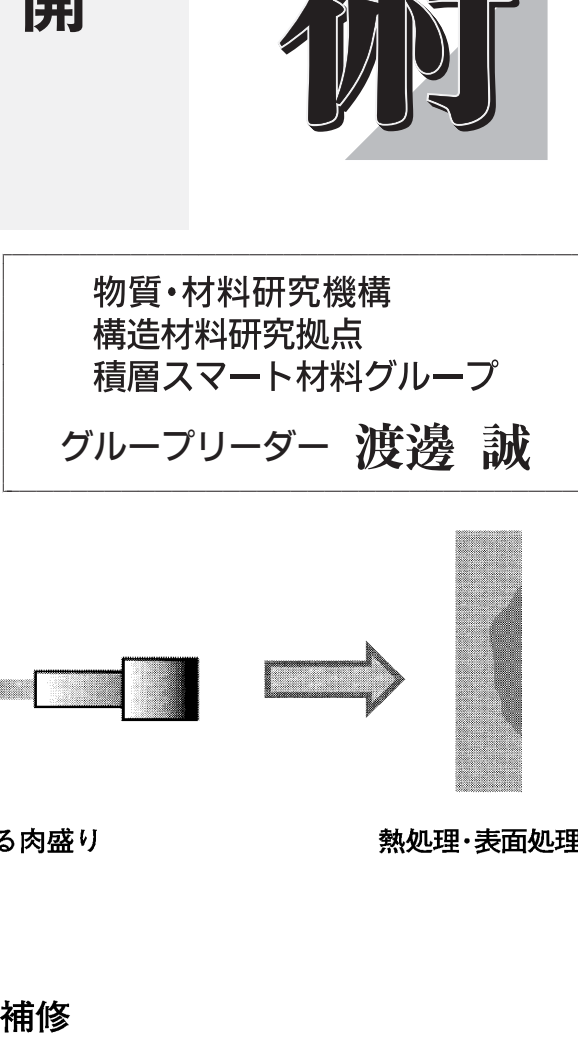 開
術
物質・材料研究機構
構造材料研究拠点
積層スマート材料グループ
グループリーダー 渡邊 誠
る肉盛り
熱処理・表面処理
補修